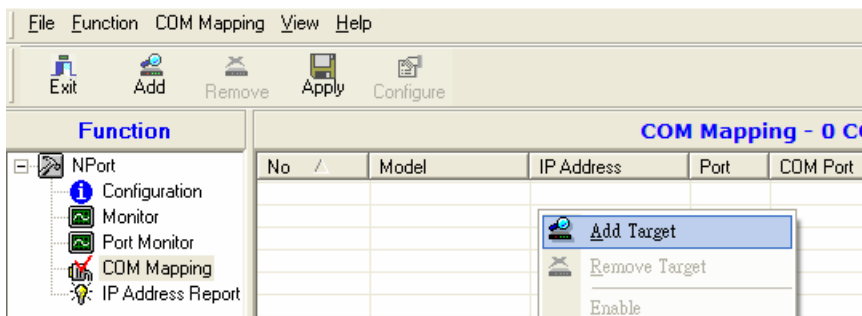 File Function COM Mapping View Help
Exit Add Remove Apply Configure
Function
COM Mapping - 0
NPort
Configuration
Monitor
Port Monitor
COM Mapping
IP Address Report
No Model IP Address Port COM Port
Add Target
Remove Target
Enable